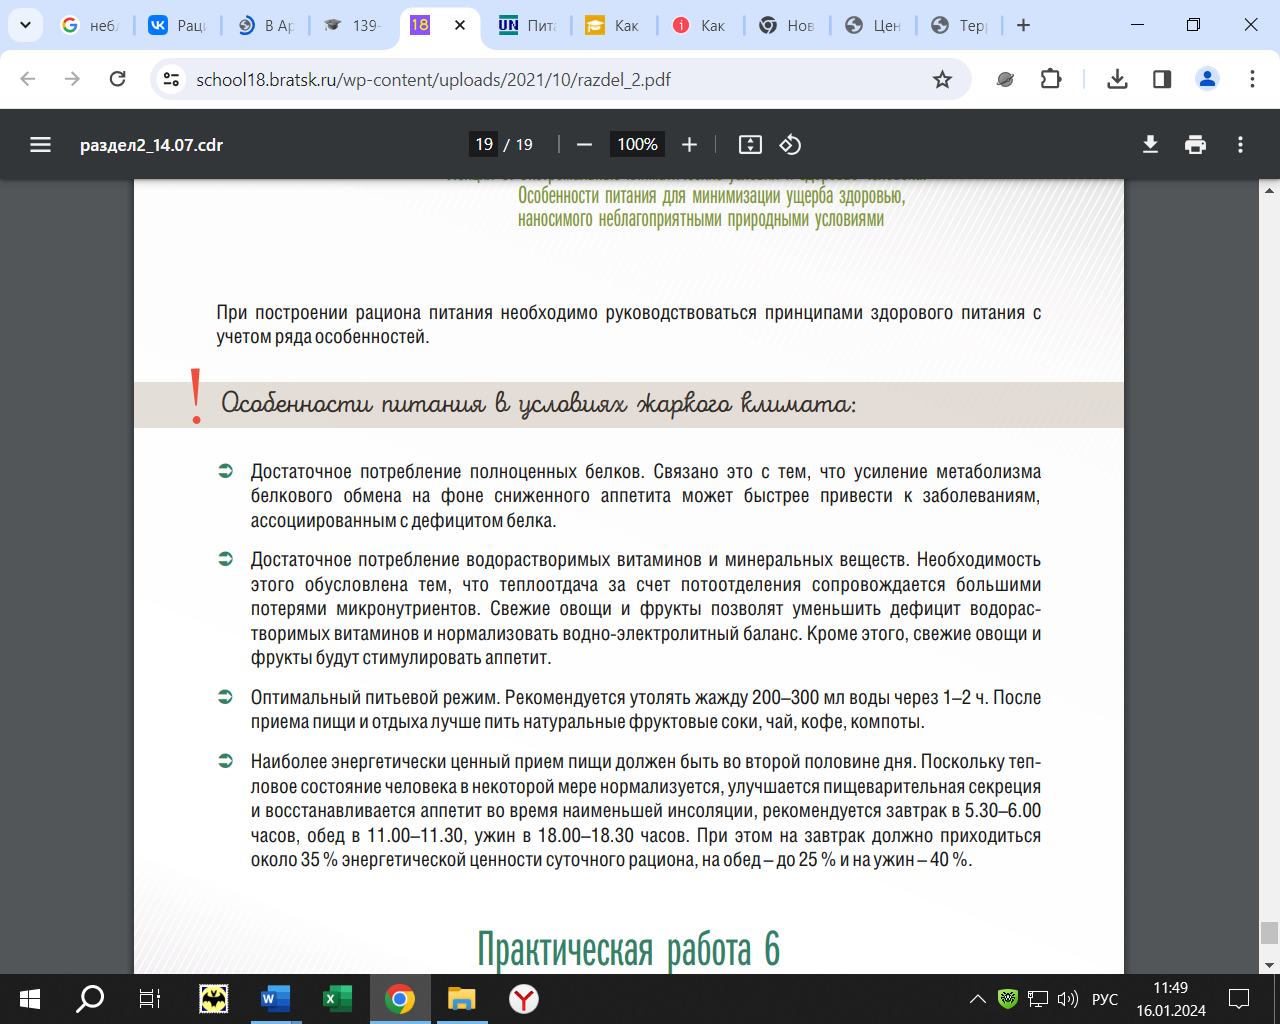 небл
Раци
В Ар
139-
18
Пита
Как
Как
Нов
Цен
Терр
school18.bratsk.ru/wp-content/uploads/2021/10/razdel_2.pdf
раздел2_14.07.cdr
19 / 19
100%
Особенности питания для минимизации ущерба здоровью,
наносимого неблагоприятными природными условиями
При построении рациона питания необходимо руководствоваться принципами здорового питания с
учетом ряда особенностей.
! Особенности питания в условиях жаркого климата:
Достаточное потребление полноценных белков. Связано это с тем, что усиление метаболизма
белкового обмена на фоне сниженного аппетита может быстрее привести к заболеваниям,
ассоциированным с дефицитом белка.
Достаточное потребление водорастворимых витаминов и минеральных веществ. Необходимость
этого обусловлена тем, что теплоотдача за счет потоотделения сопровождается большими
потерями микронутриентов. Свежие овощи и фрукты позволят уменьшить дефицит водорас-
творимых витаминов и нормализовать водно-электролитный баланс. Кроме этого, свежие овощи и
фрукты будут стимулировать аппетит.
Оптимальный питьевой режим. Рекомендуется утолять жажду 200–300 мл воды через 1–2 ч. После
приема пищи и отдыха лучше пить натуральные фруктовые соки, чай, кофе, компоты.
Наиболее энергетически ценный прием пищи должен быть во второй половине дня. Поскольку теп-
ловое состояние человека в некоторой мере нормализуется, улучшается пищеварительная секреция
и восстанавливается аппетит во время наименьшей инсоляции, рекомендуется завтрак в 5.30–6.00
часов, обед в 11.00–11.30, ужин в 18.00–18.30 часов. При этом на завтрак должно приходиться
около 35 % энергетической ценности суточного рациона, на обед – до 25 % и на ужин – 40 %.
Практическая работа 6
РУС
11:49
16.01.2024